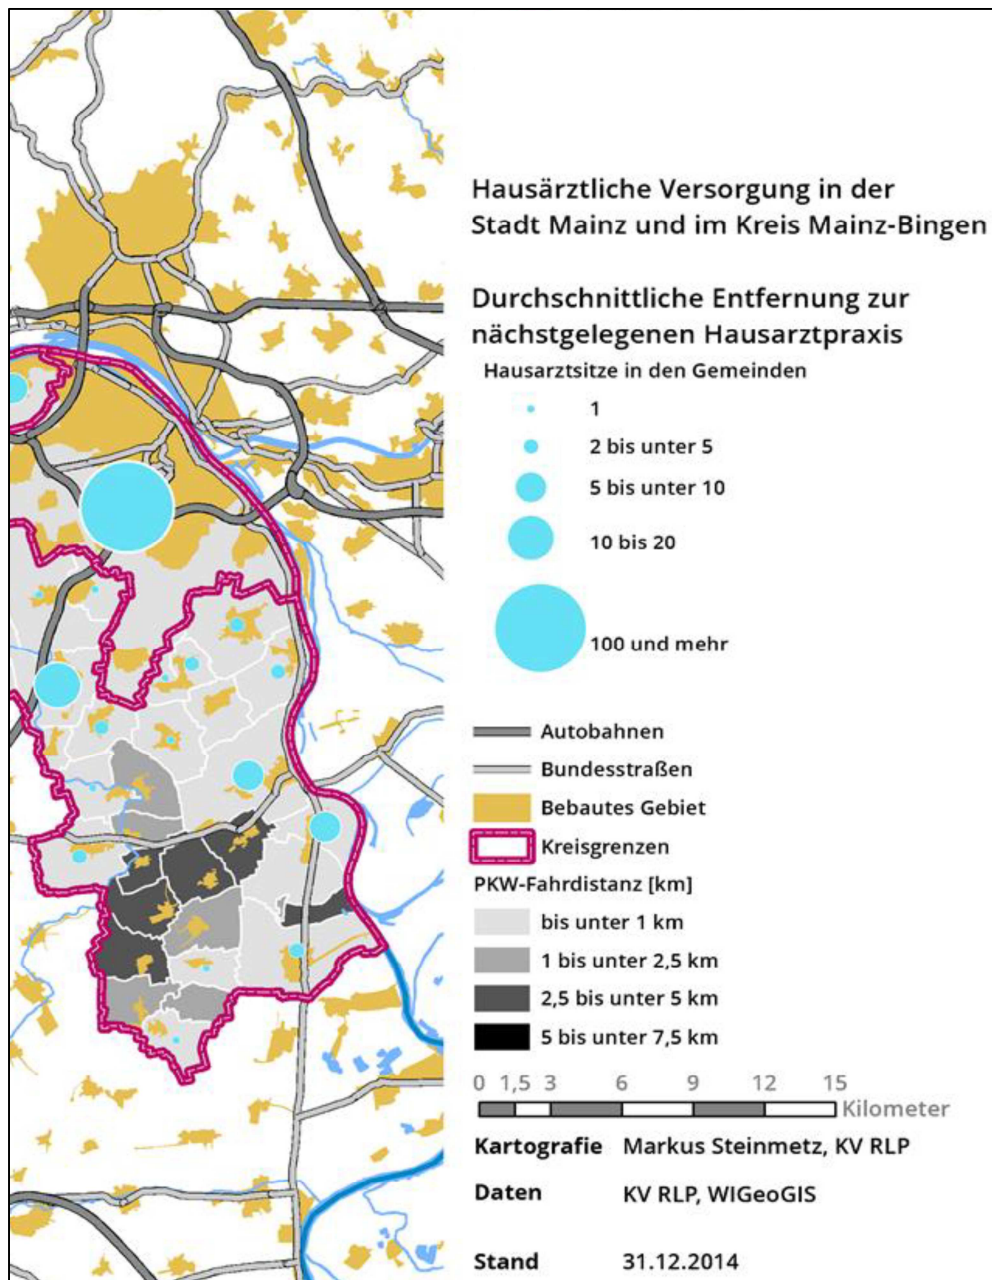 Hausärztliche Versorgung in der
Stadt Mainz und im Kreis Mainz-Bingen
Durchschnittliche Entfernung zur
nächstgelegenen Hausarztpraxis
Hausarztsitze in den Gemeinden
1
2 bis unter 5
5 bis unter 10
10 bis 20
100 und mehr
Autobahnen
Bundesstraßen
Bebautes Gebiet
Kreisgrenzen
PKW-Fahrdistanz [km]
bis unter 1 km
1 bis unter 2,5 km
2,5 bis unter 5 km
5 bis unter 7,5 km
0 1,5 3 6 9 12 15
Kilometer
Kartografie Markus Steinmetz, KV RLP
Daten KV RLP, WIGeoGIS
Stand 31.12.2014